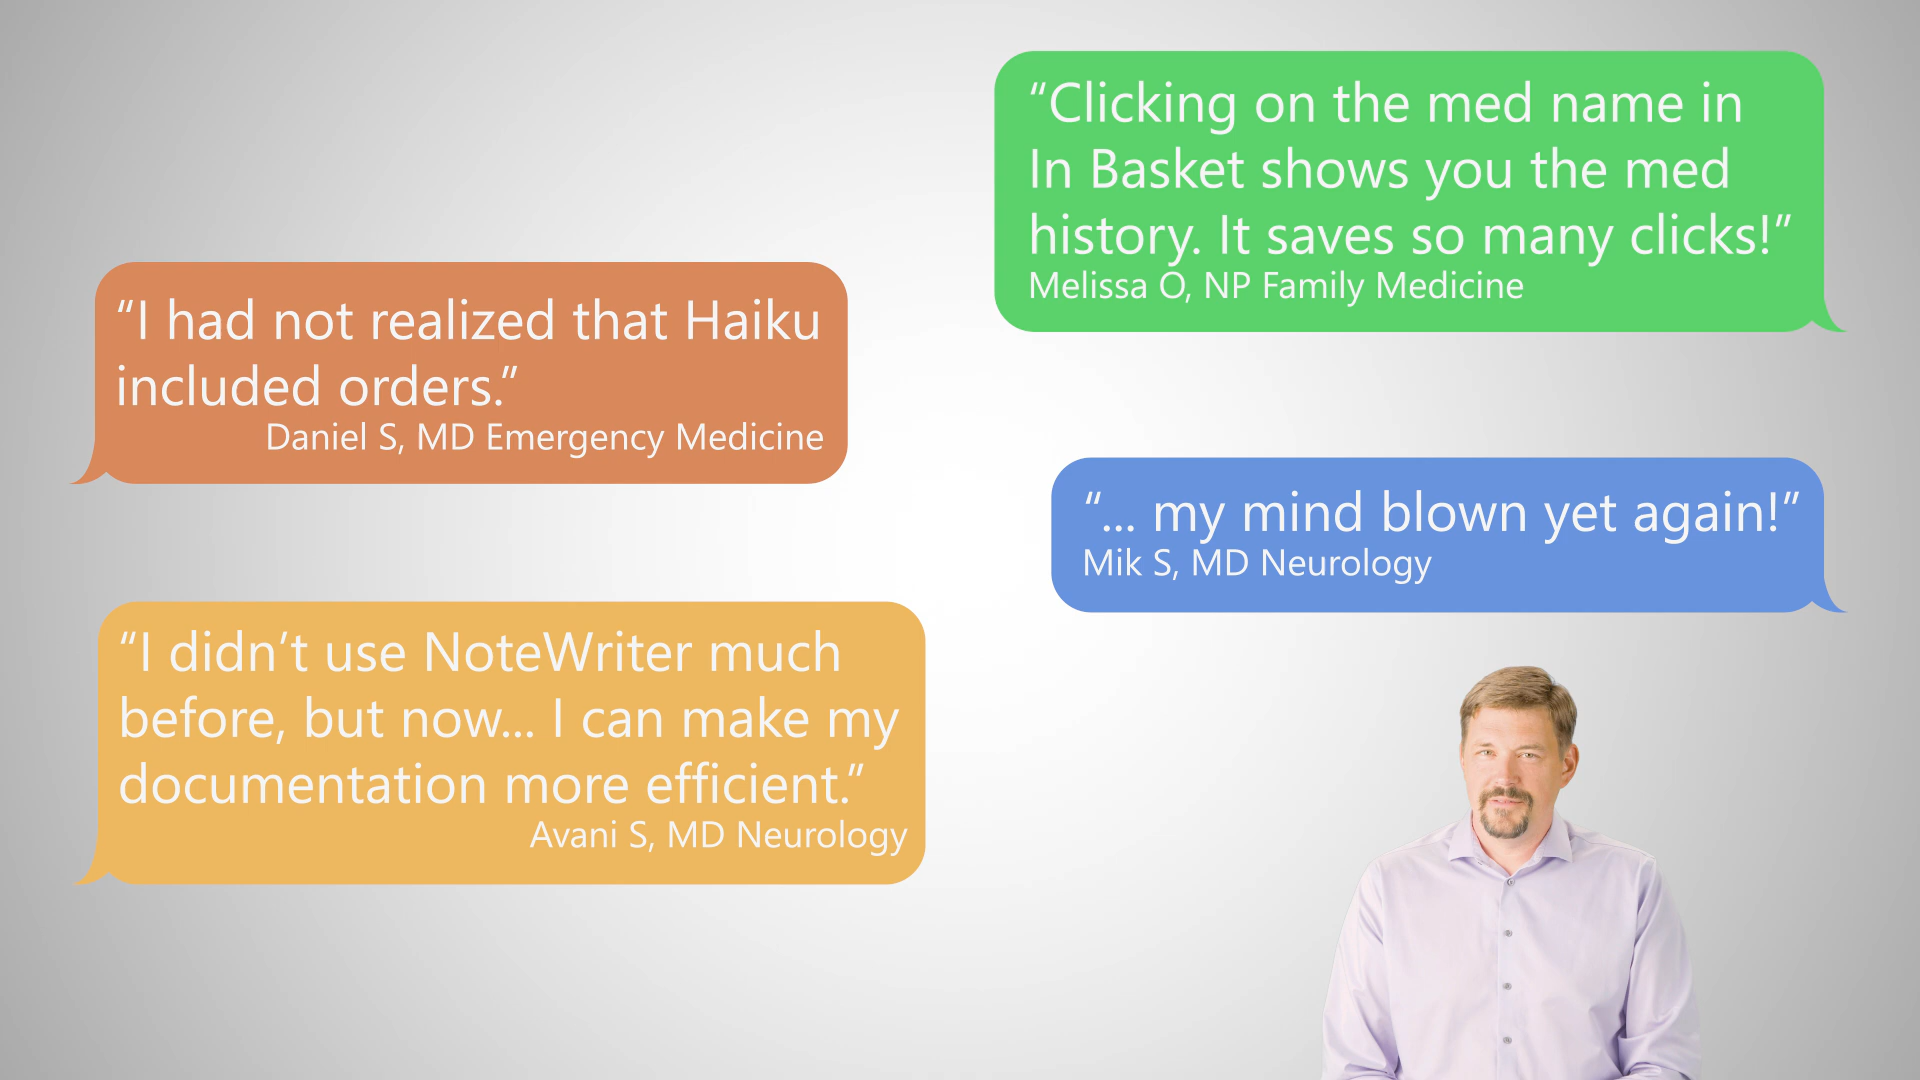 “Clicking on the med name in
In Basket shows you the med
history. It saves so many clicks!”
Melissa O, NP Family Medicine
“I had not realized that Haiku
included orders.”
Daniel S, MD Emergency Medicine
“... my mind blown yet again!”
Mik S, MD Neurology
“I didn’t use NoteWriter much
before, but now... I can make my
documentation more efficient.”
Avani S, MD Neurology